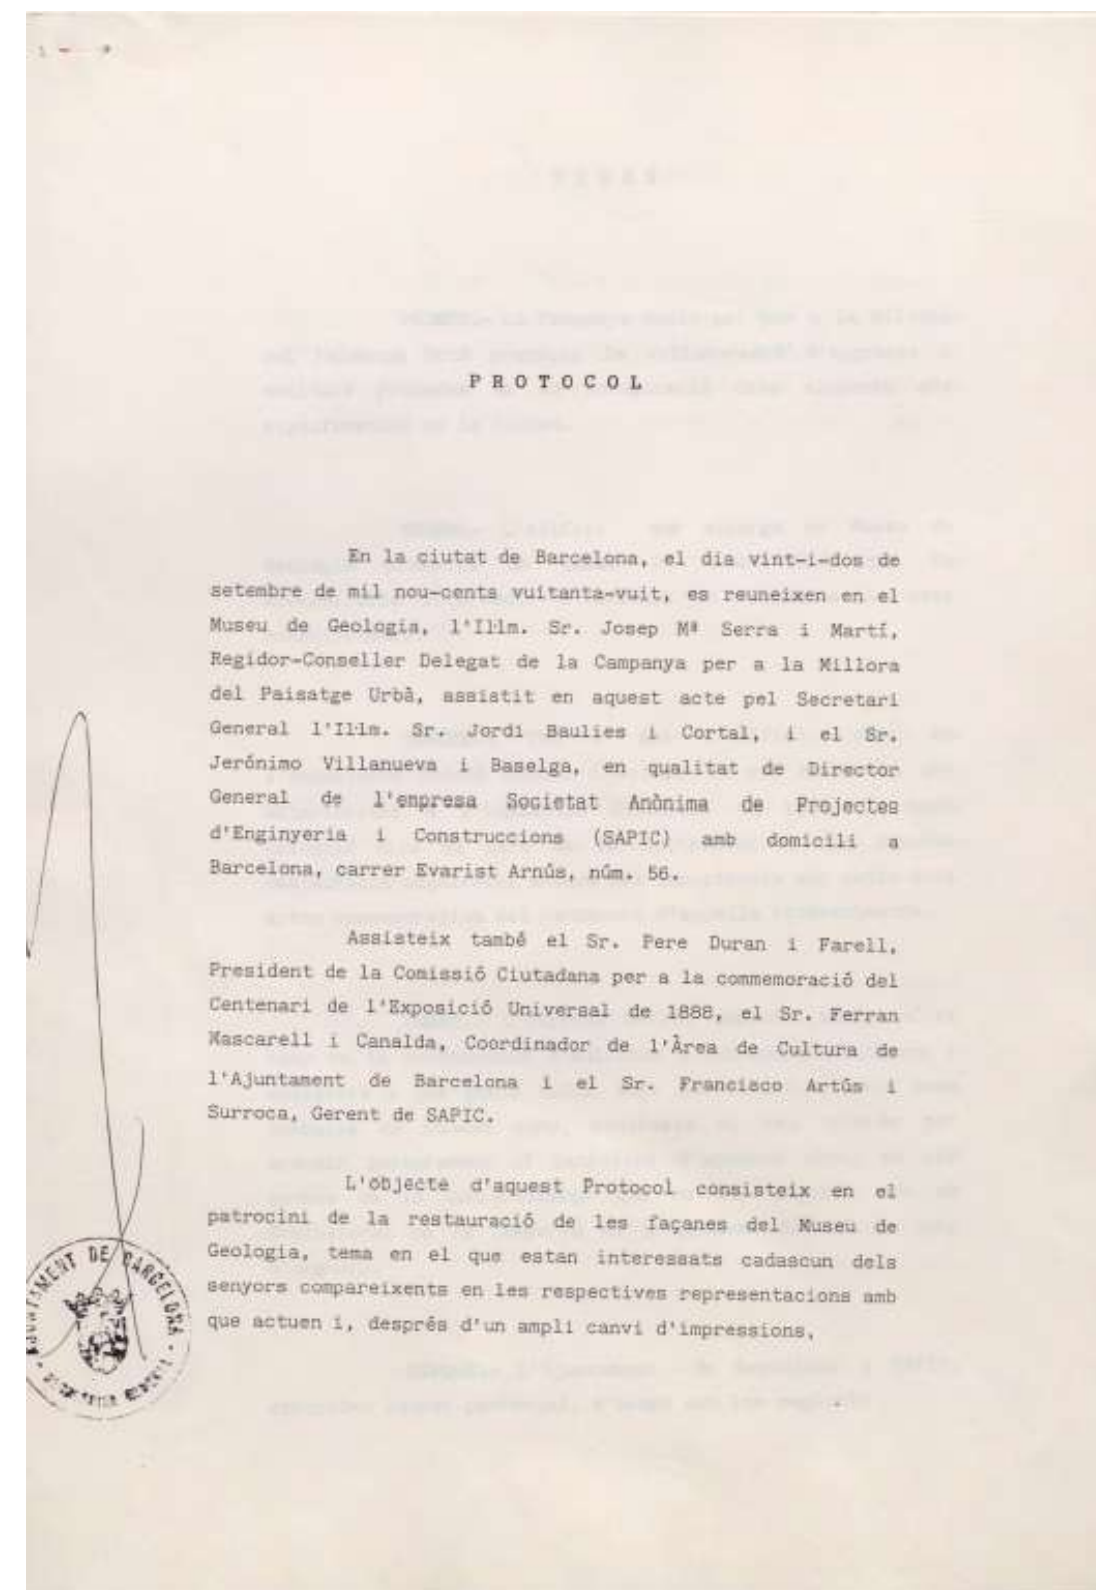 PROTOCOL
En la ciutat de Barcelona, el dia vint-i-dos de
setembre de mil nou-cents vuitanta-vuit, es reuneixen en el
Museu de Geologia, l'Il·lm. Sr. Josep Mª Serra i Martí,
Regidor-Conseller Delegat de la Campanya per a la Millora
del Paisatge Urbà, assistit en aquest acte pel Secretari
General l'Il·lm. Sr. Jordi Baulies i Cortal, i el Sr.
Jerónimo Villanueva i Baselga, en qualitat de Director
General de l'empresa Societat Anònima de Projectes
d'Enginyeria i Construccions (SAPIC) amb domicili a
Barcelona, carrer Evarist Arnús, núm. 56.
Assisteix també el Sr. Pere Duran i Farell,
President de la Comissió Ciutadana per a la commemoració del
Centenari de l'Exposició Universal de 1888, el Sr. Ferran
Mascarell i Canalda, Coordinador de l'Àrea de Cultura de
l'Ajuntament de Barcelona i el Sr. Francisco Artús i
Surroca, Gerent de SAPIC.
L'objecte d'aquest Protocol consisteix en el
patrocini de la restauració de les façanes del Museu de
Geologia, tema en el que estan interessats cadascun dels
senyors compareixents en les respectives representacions amb
que actuen i, després d'un ampli canvi d'impressions,
AJUNTAMENT DE BARCELONA